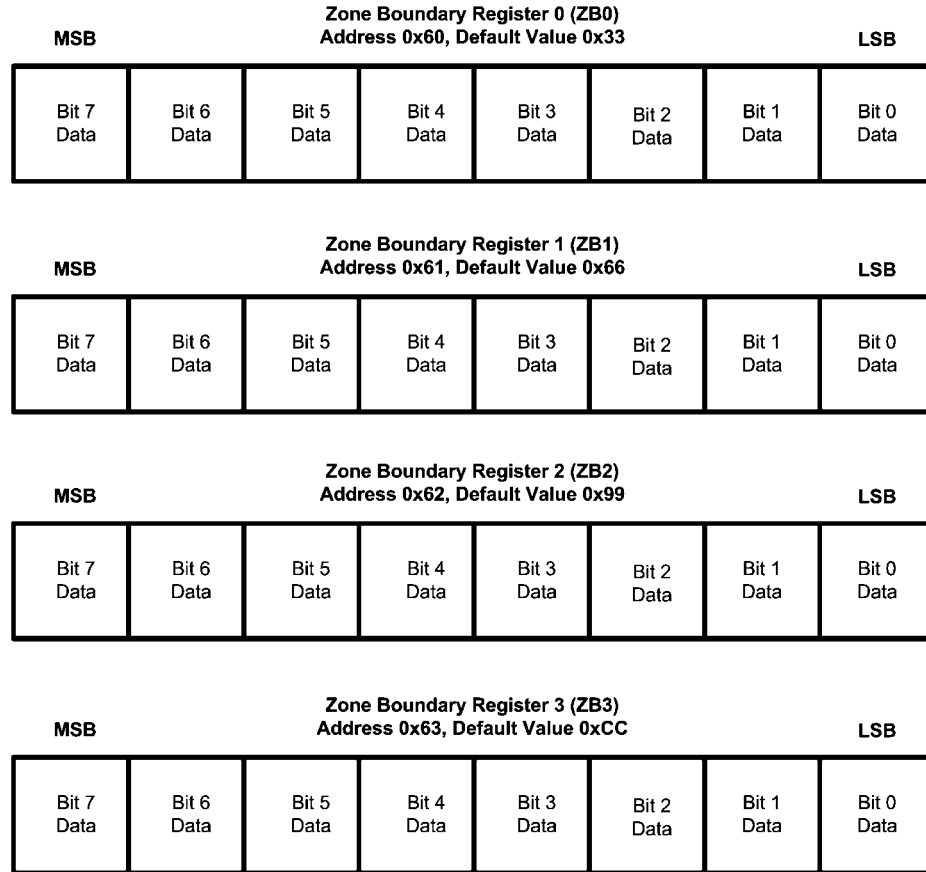 Zone Boundary Register 0 (ZB0)
MSB Address 0x60, Default Value 0x33 LSB
Bit 7 Bit 6 Bit 5 Bit 4 Bit 3 Bit 2 Bit 1 Bit 0
Data Data Data Data Data Data Data Data
Zone Boundary Register 1 (ZB1)
MSB Address 0x61, Default Value 0x66 LSB
Bit 7 Bit 6 Bit 5 Bit 4 Bit 3 Bit 2 Bit 1 Bit 0
Data Data Data Data Data Data Data Data
Zone Boundary Register 2 (ZB2)
MSB Address 0x62, Default Value 0x99 LSB
Bit 7 Bit 6 Bit 5 Bit 4 Bit 3 Bit 2 Bit 1 Bit 0
Data Data Data Data Data Data Data Data
Zone Boundary Register 3 (ZB3)
MSB Address 0x63, Default Value 0xCC LSB
Bit 7 Bit 6 Bit 5 Bit 4 Bit 3 Bit 2 Bit 1 Bit 0
Data Data Data Data Data Data Data Data